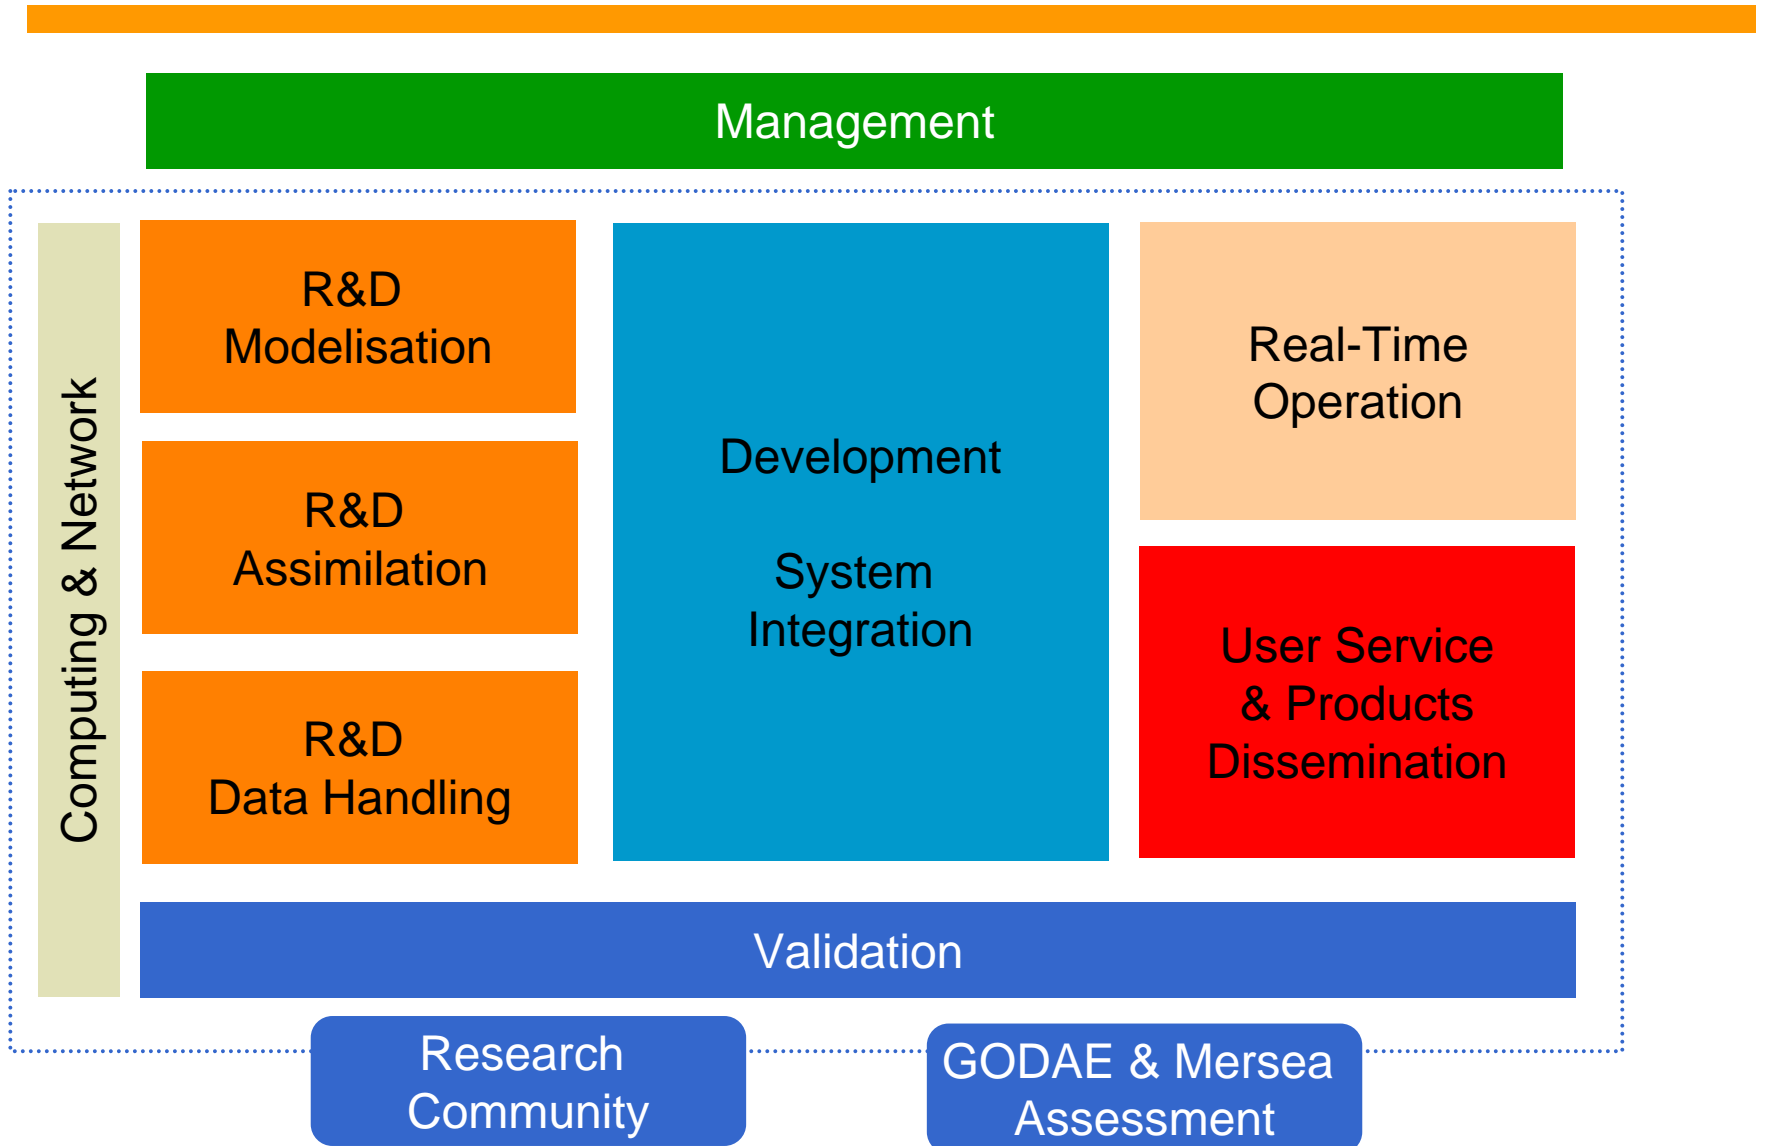 Management
Computing & Network
R&D
Modelisation
R&D
Assimilation
R&D
Data Handling
Development
System
Integration
Real-Time
Operation
User Service
& Products
Dissemination
Validation
Research
Community
GODAE & Mersea
Assessment